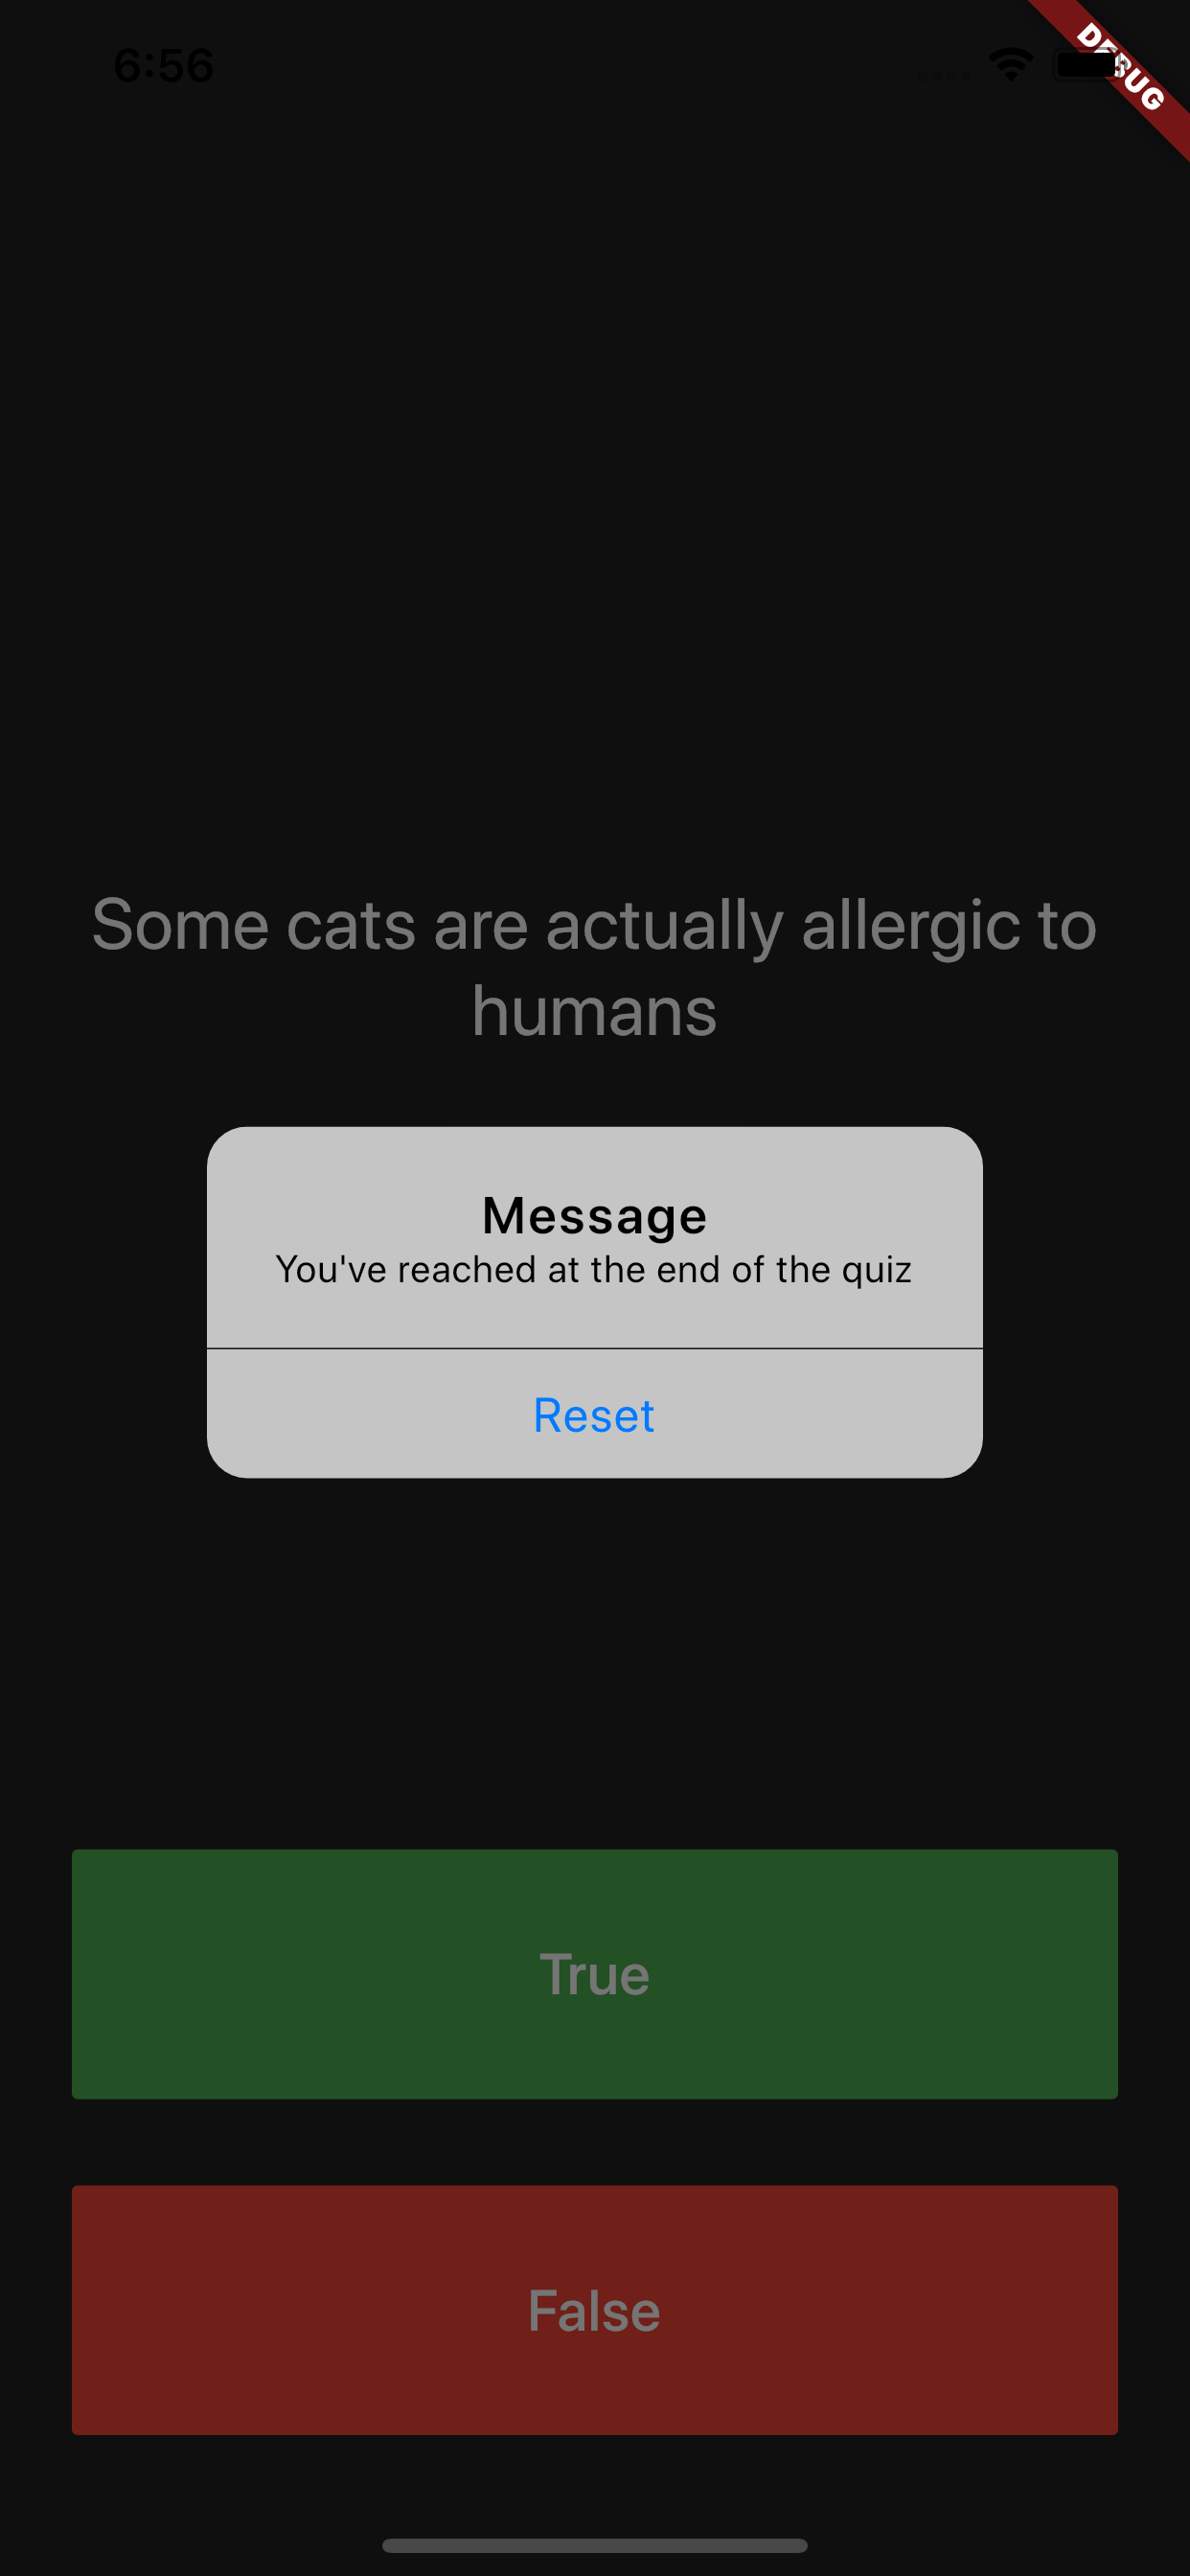 6:56
DEBUG
Some cats are actually allergic to
humans
Message
You've reached at the end of the quiz
Reset
True
False